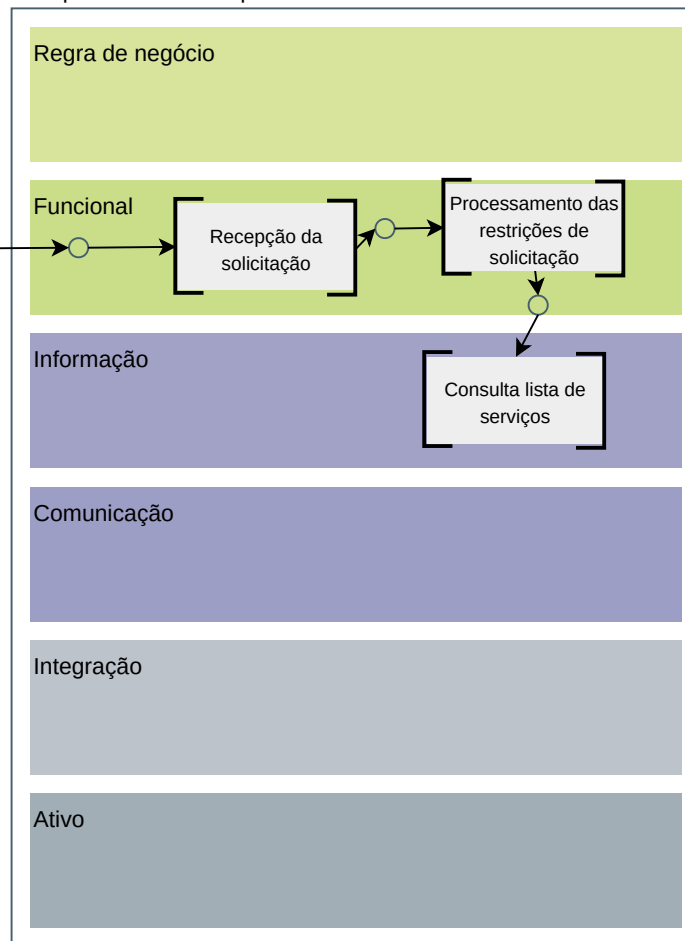 Regra de negócio
Funcional
Recepção da
solicitação
Processamento das
restrições de
solicitação
Informação
Consulta lista de
serviços
Comunicação
Integração
Ativo